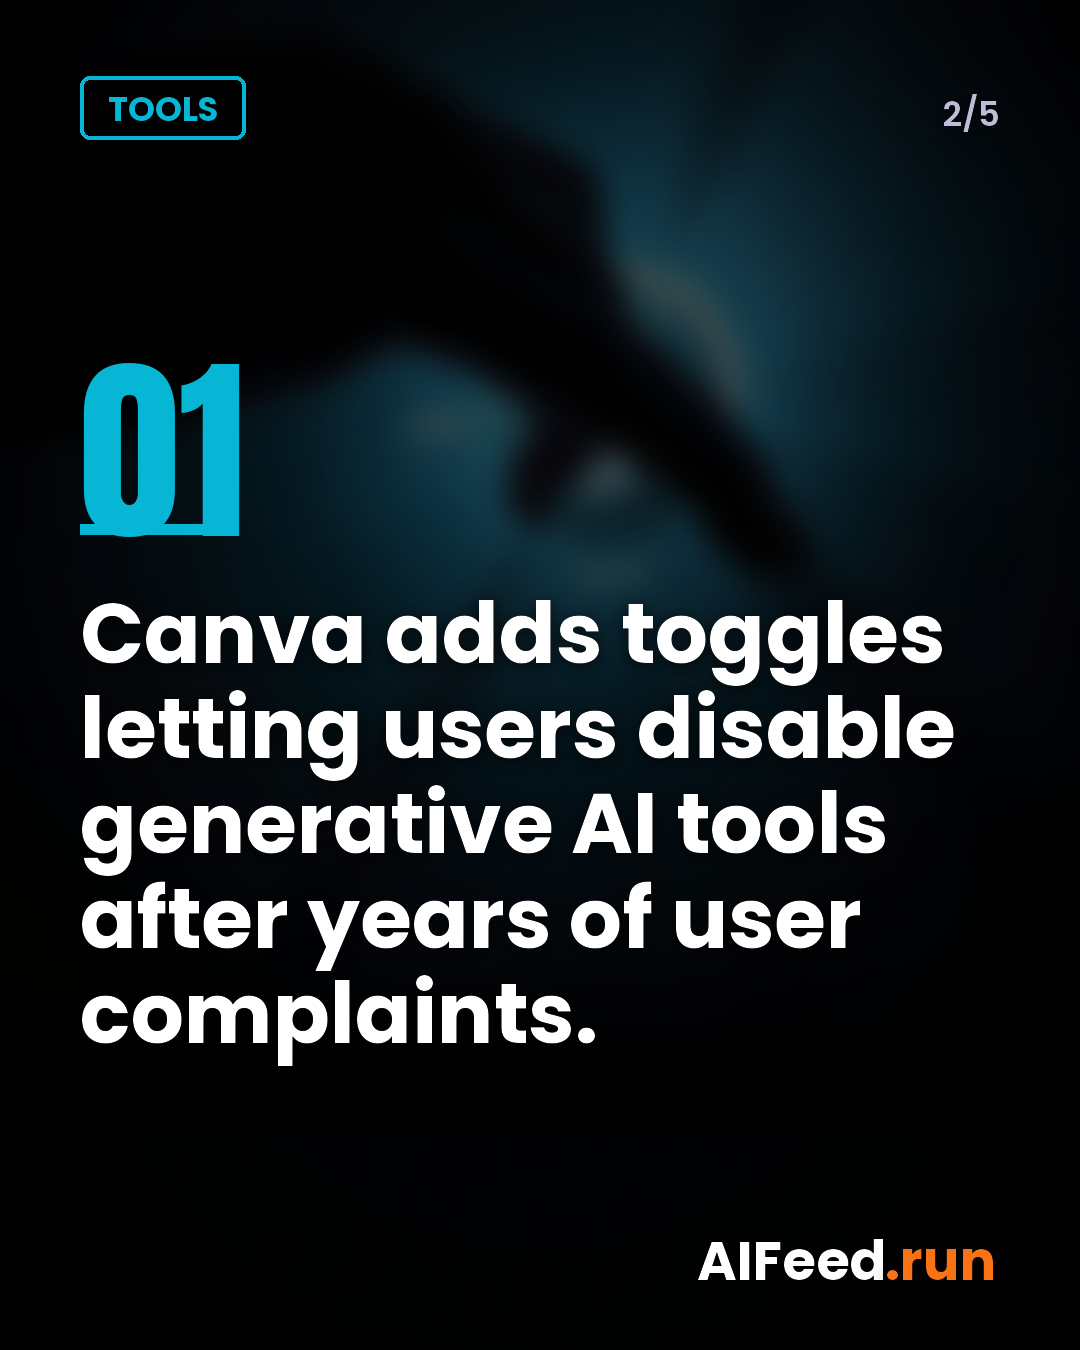 TOOLS
2/5
01
Canva adds toggles
letting users disable
generative AI tools
after years of user
complaints.
AIFeed.run